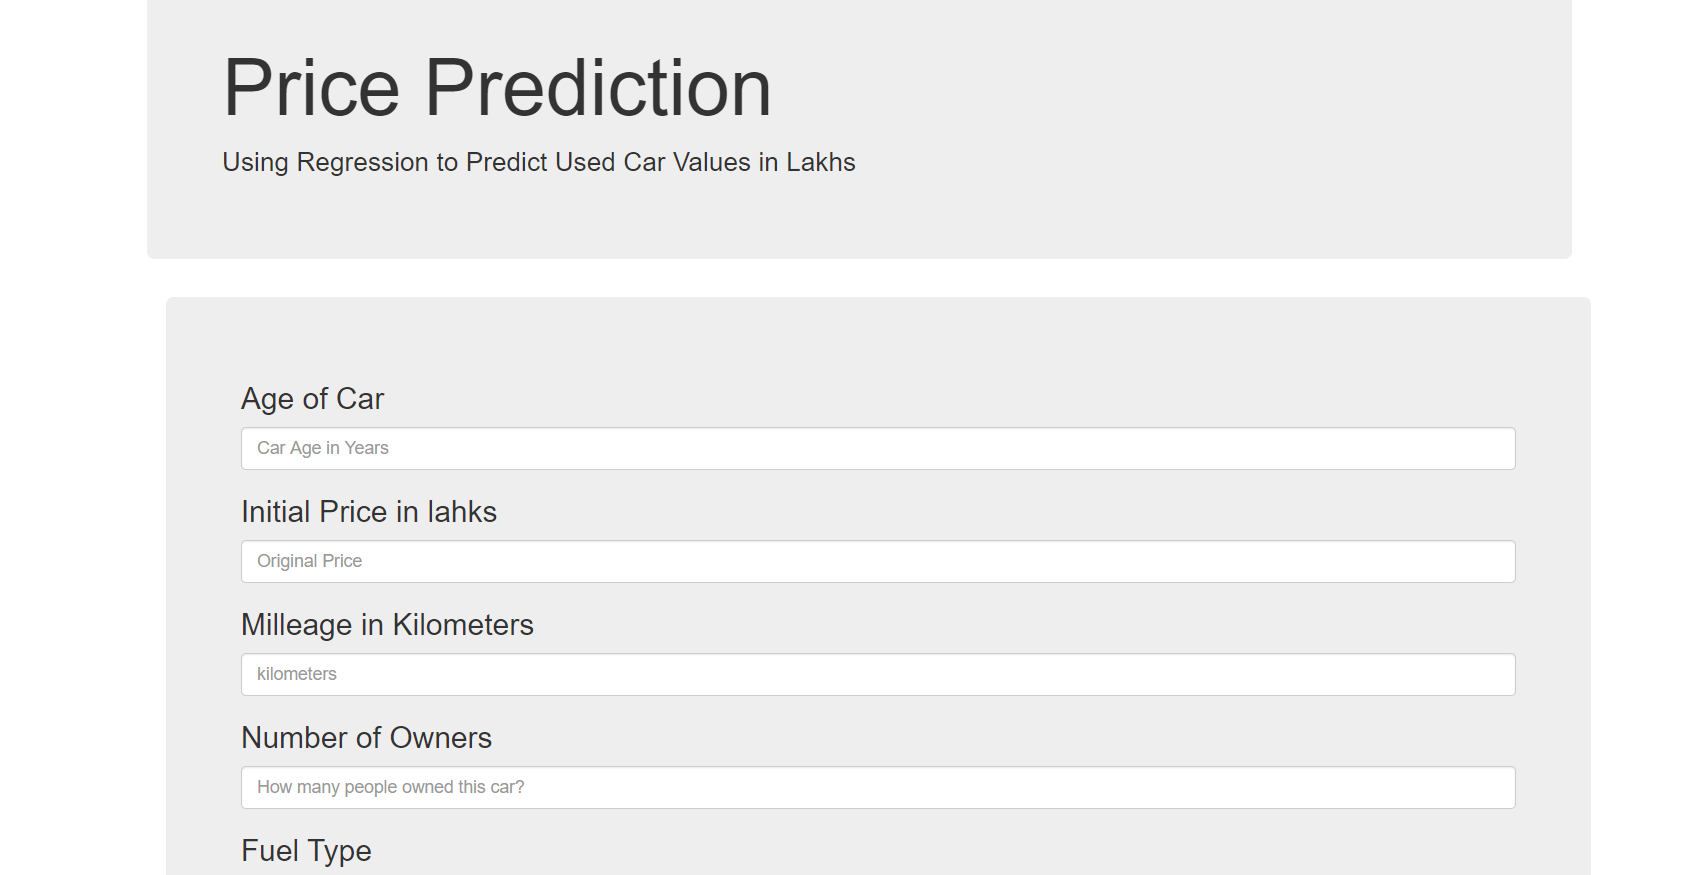 Price Prediction
Using Regression to Predict Used Car Values in Lakhs
Age of Car
Car Age in Years
Initial Price in lahks
Original Price
Milleage in Kilometers
kilometers
Number of Owners
How many people owned this car?
Fuel Type